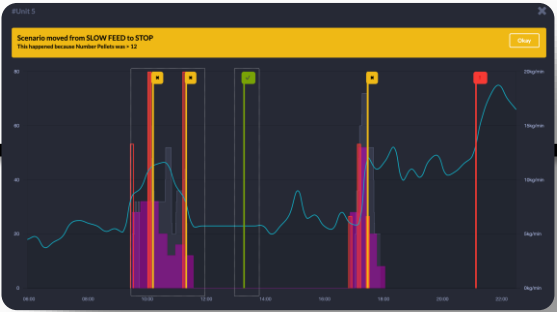 #Unit 5
Scenario moved from SLOW FEED to STOP
This happened because Number Pellets was = 12
Okay
80
60
40
20
0
20kg/min
15kg/min
10kg/min
5kg/min
0kg/min
06:00
08:00
10:00
12:00
14:00
16:00
18:00
20:00
22:00